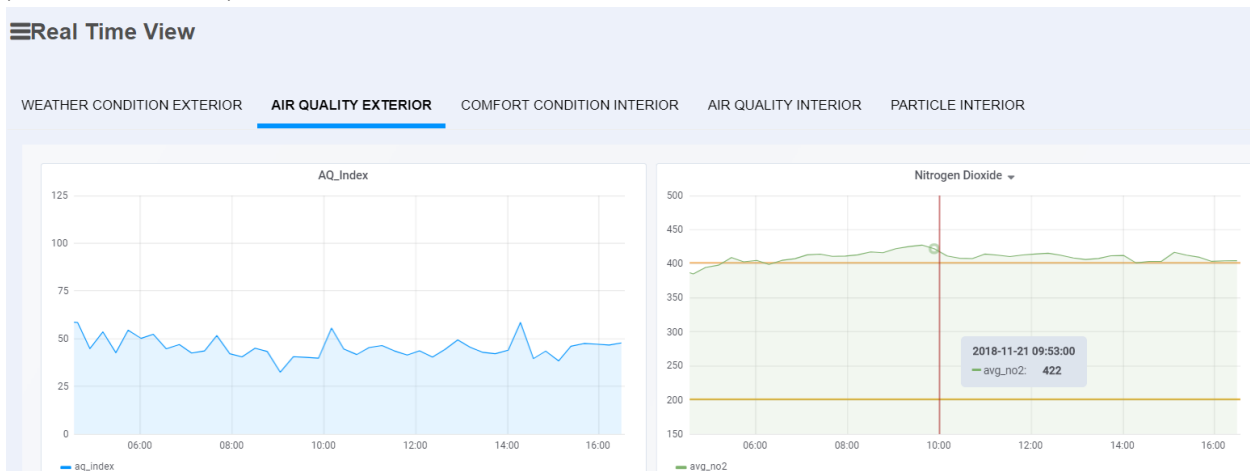 Real Time View
WEATHER CONDITION EXTERIOR AIR QUALITY EXTERIOR COMFORT CONDITION INTERIOR AIR QUALITY INTERIOR PARTICLE INTERIOR
AQ_Index
125
100
75
50
25
0
06:00 08:00 10:00 12:00 14:00 16:00
aq_index
Nitrogen Dioxide
500
450
400
350
300
250
200
150
2018-11-21 09:53:00
avg_no2: 422
06:00 08:00 10:00 12:00 14:00 16:00
avg_no2